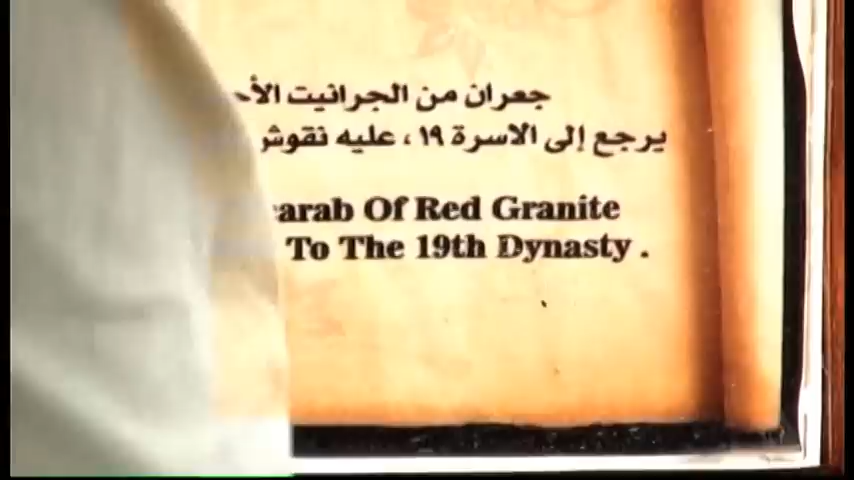 جعران من الجرانيت
يرجع إلى الاسرة ١٩ ، عليه نقوش
Of Red Granite
To The 19th Dynasty .